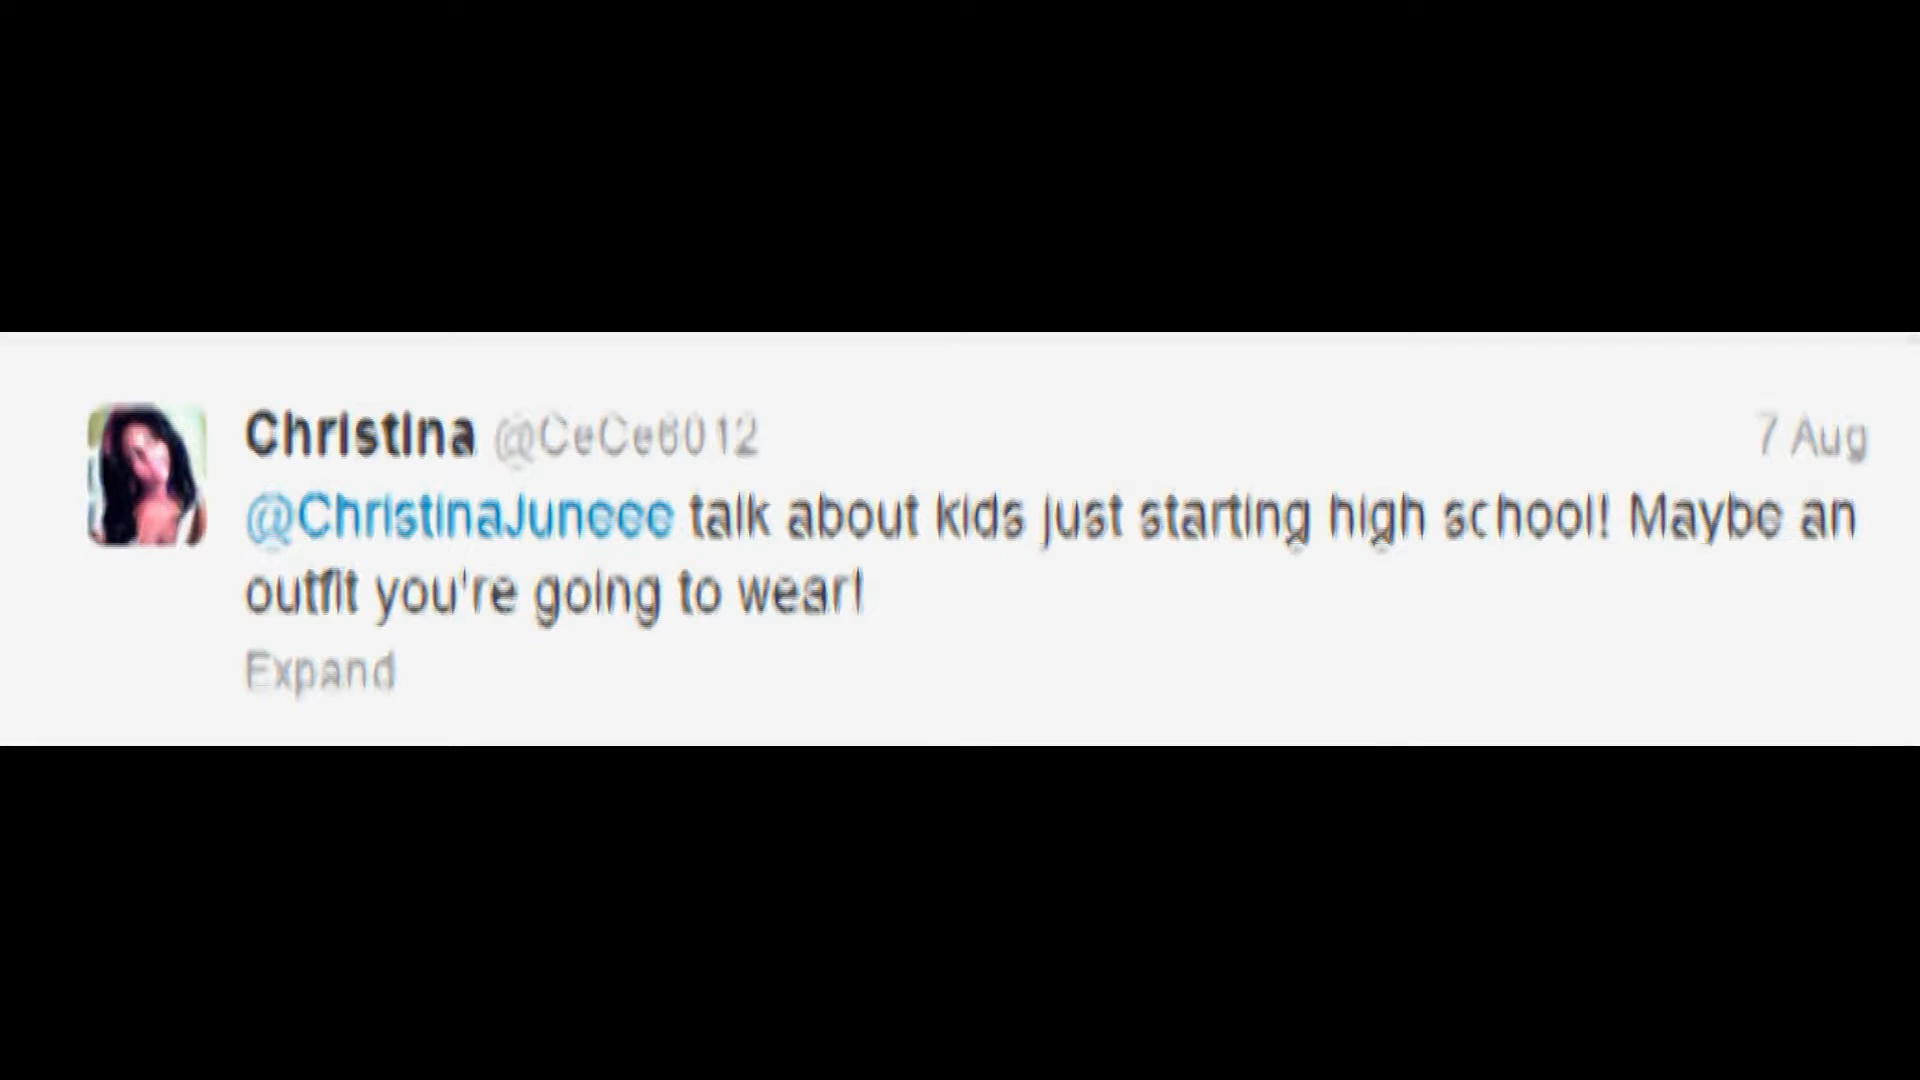 Christina @CeCe6012 7 Aug
@ChristinaJuneee talk about kids just starting high school! Maybe an
outfit you're going to wear!
Expand